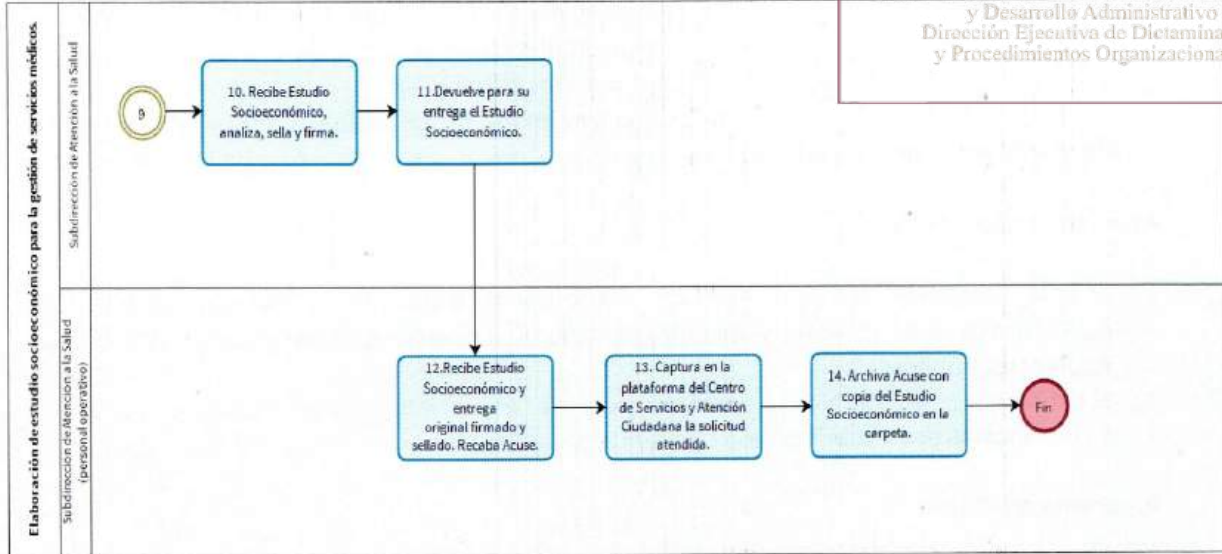 y Desarrollo Administrativo
Dirección Ejecutiva de
y Procedimientos
Elaboración de estudio socioeconómico para la gestión de servicios médicos.
Subdirección de Atención a la Salud
9
10. Recibe Estudio
Socioeconómico,
analiza, sella y firma.
11.Devuelve para su
entrega el Estudio
Socioeconómico.
Subdirección de Atención a la Salud
(personal operativo)
12.Recibe Estudio
Socioeconómico y
entrega
original firmado y
sellado. Recaba Acuse.
13. Captura en la
plataforma del Centro
de Servicios y Atención
Ciudadana la solicitud
atendida.
14. Archiva Acuse con
copia del Estudio
Socioeconómico en la
carpeta.
Fin